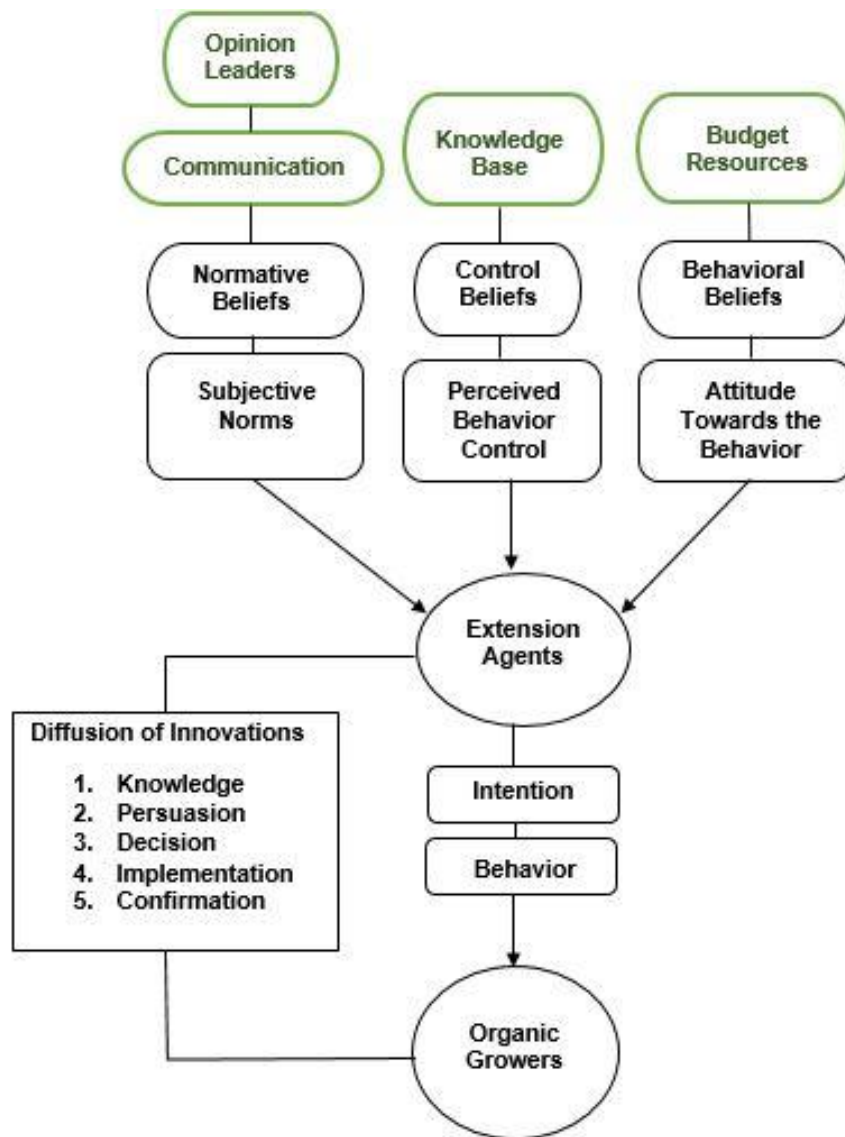 Opinion
Leaders
Communication
Knowledge
Base
Budget
Resources
Normative
Beliefs
Control
Beliefs
Behavioral
Beliefs
Subjective
Norms
Perceived
Behavior
Control
Attitude
Towards the
Behavior
Extension
Agents
Diffusion of Innovations
1. Knowledge
2. Persuasion
3. Decision
4. Implementation
5. Confirmation
Intention
Behavior
Organic
Growers